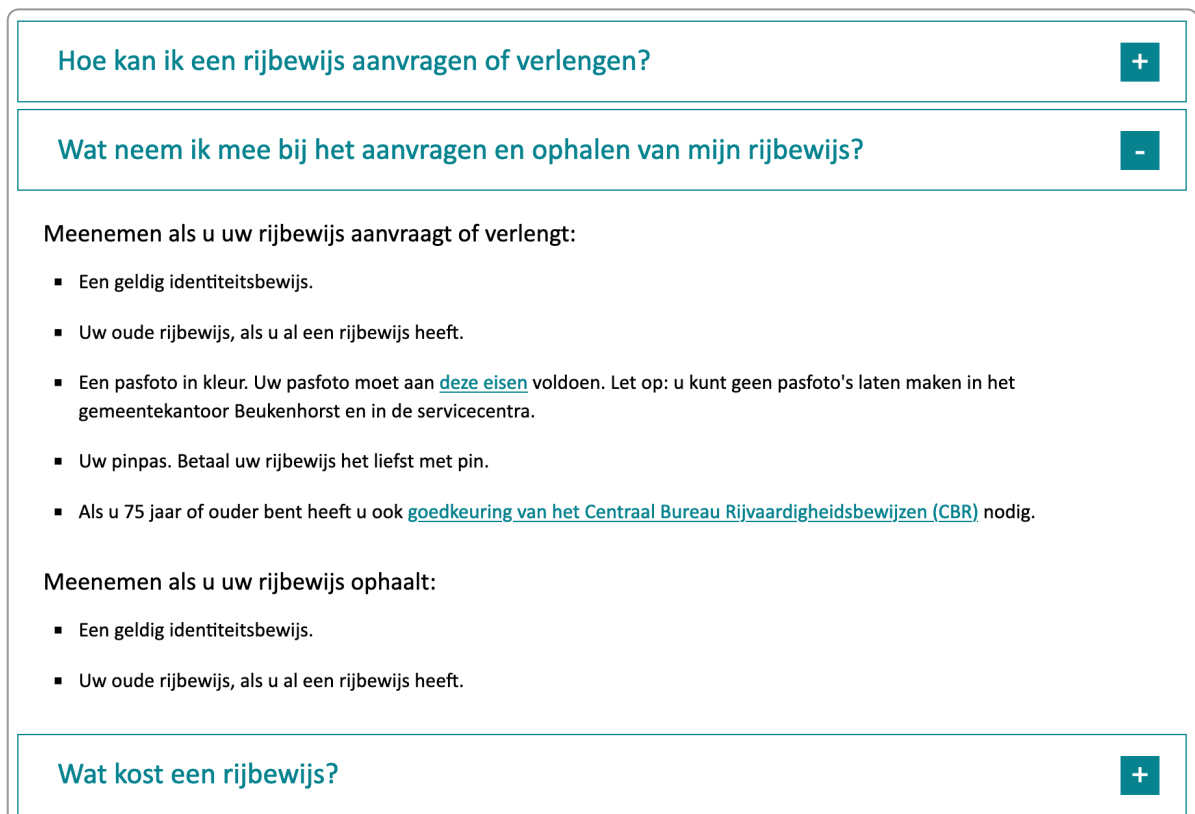 Hoe kan ik een rijbewijs aanvragen of verlengen?
+
Wat neem ik mee bij het aanvragen en ophalen van mijn rijbewijs?
-
Meenemen als u uw rijbewijs aanvraagt of verlengt:
▪ Een geldig identiteitsbewijs.
▪ Uw oude rijbewijs, als u al een rijbewijs heeft.
▪ Een pasfoto in kleur. Uw pasfoto moet aan deze eisen voldoen. Let op: u kunt geen pasfoto's laten maken in het
gemeentekantoor Beukenhorst en in de servicecentra.
▪ Uw pinpas. Betaal uw rijbewijs het liefst met pin.
▪ Als u 75 jaar of ouder bent heeft u ook goedkeuring van het Centraal Bureau Rijvaardigheidsbewijzen (CBR) nodig.
Meenemen als u uw rijbewijs ophaalt:
▪ Een geldig identiteitsbewijs.
▪ Uw oude rijbewijs, als u al een rijbewijs heeft.
Wat kost een rijbewijs?
+